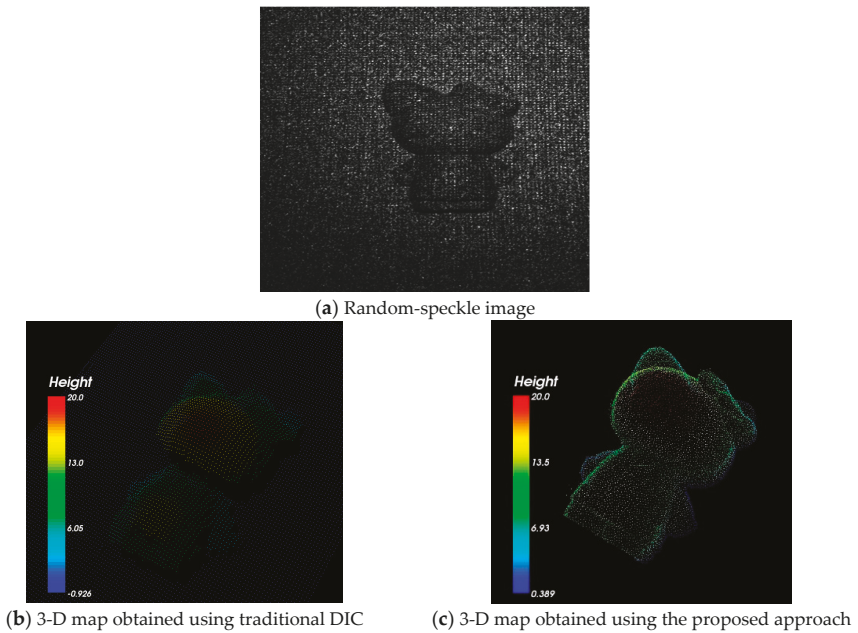 (a) Random-speckle image
Height
20.0
13.0
6.05
-0.926
Height
20.0
13.5
6.93
0.389
(b) 3-D map obtained using traditional DIC
(c) 3-D map obtained using the proposed approach